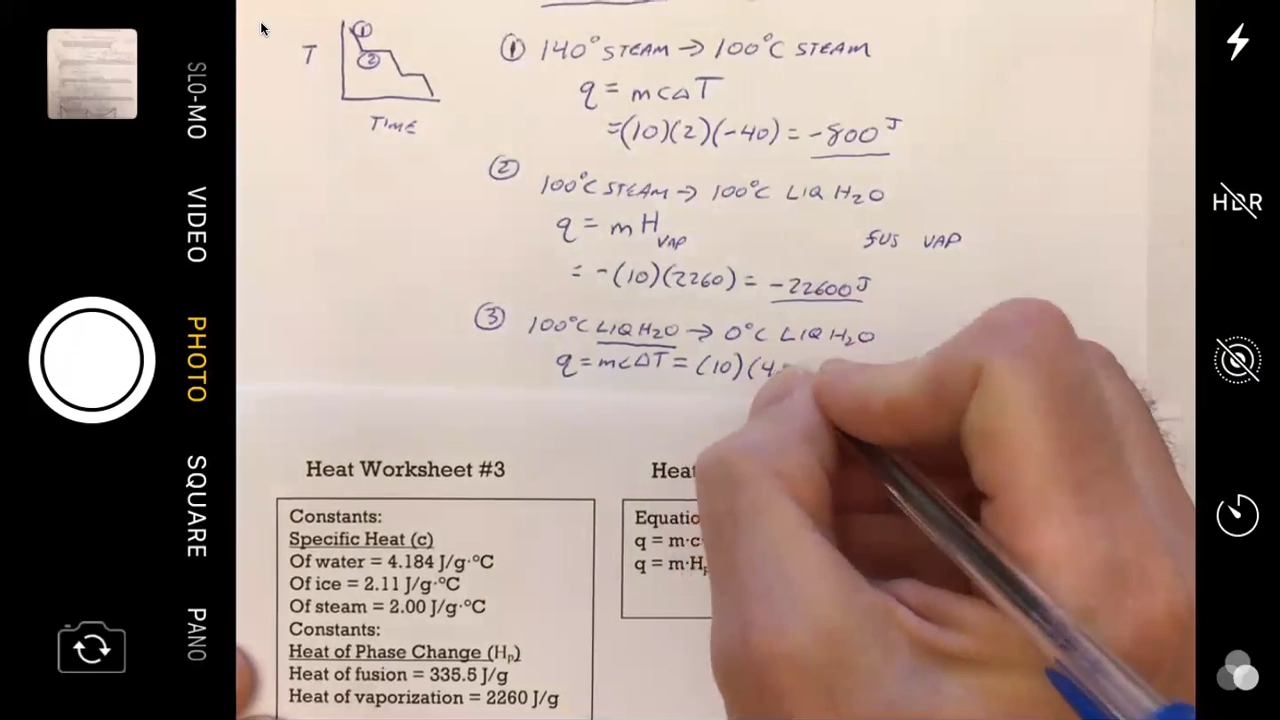 SLO-MO
VIDEO
PHOTO
SQUARE
PANO
HDR
T
①
②
TIME
① 140° STEAM → 100°C STEAM
q = mcΔT
=(10)(2)(-40) = -800 J
②
100°C STEAM → 100°C LIQ H₂O
q = mH VAP
fus VAP
= -(10)(2260) = -22600 J
③ 100°C LIQ H₂O → 0°C LIQ H₂O
q = mcΔT = (10)(4
Heat Worksheet #3
Constants:
Specific Heat (c)
Of water = 4.184 J/g·°C
Of ice = 2.11 J/g·°C
Of steam = 2.00 J/g·°C
Constants:
Heat of Phase Change (Hₚ)
Heat of fusion = 335.5 J/g
Heat of vaporization = 2260 J/g
Heat
q = m·c·
q = m·Hₚ